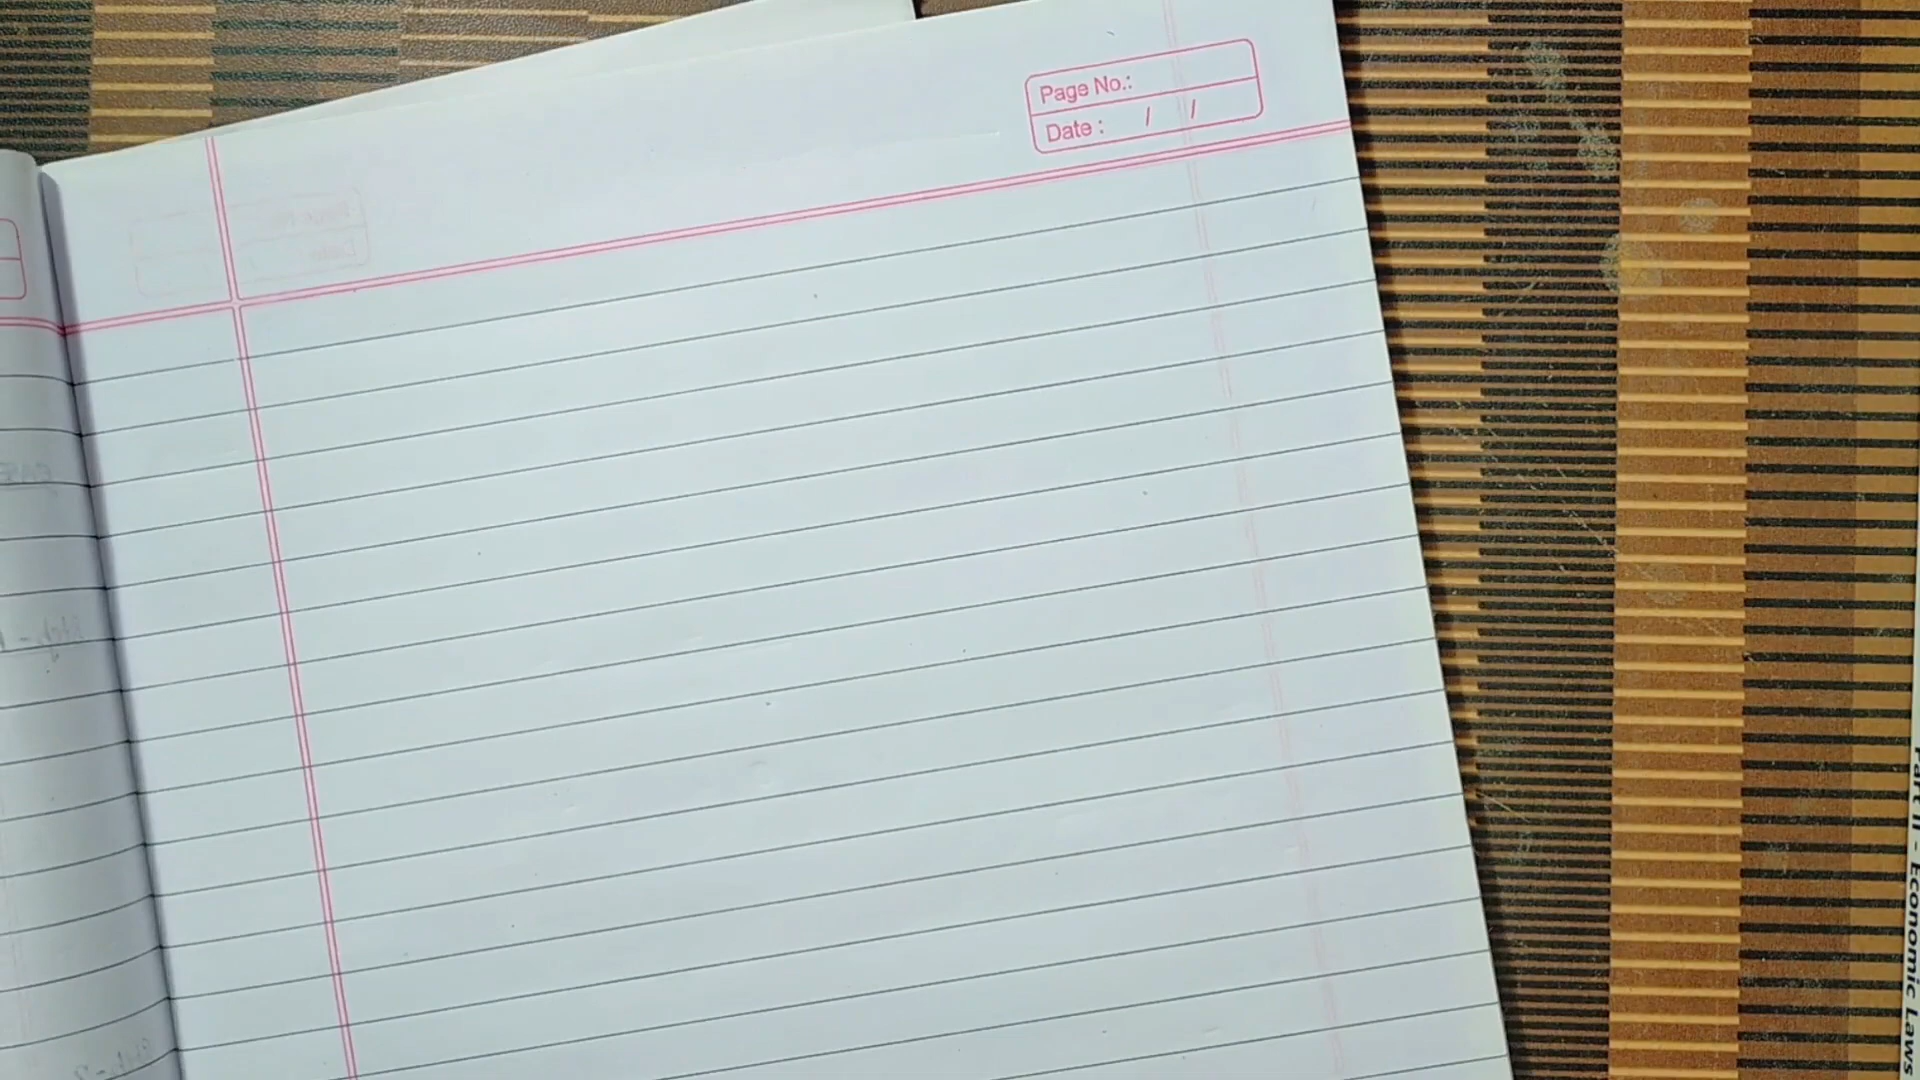 Page No.:
Date : / /
Part II - Economic Laws